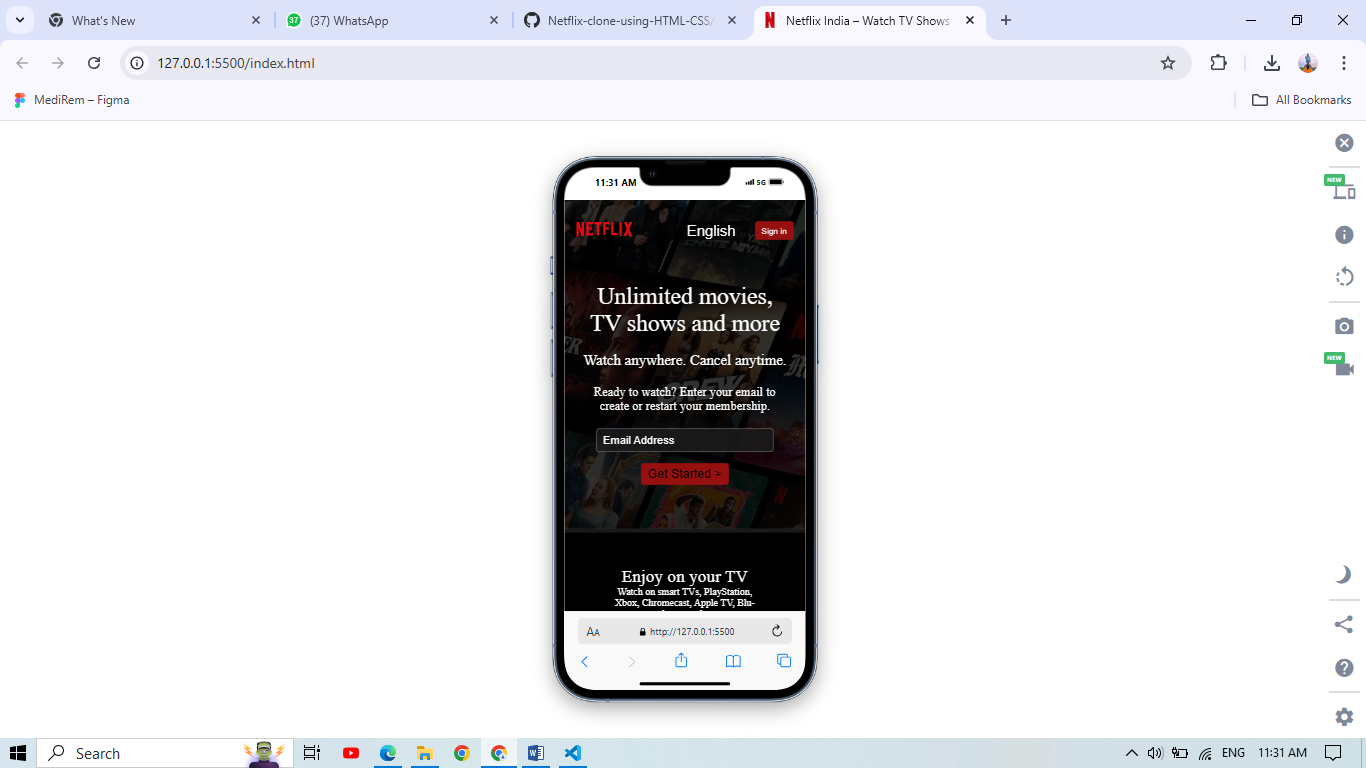 What's New
(37) WhatsApp
Netflix-clone-using-HTML-CSS/
Netflix India – Watch TV Shows
127.0.0.1:5500/index.html
MediRem – Figma
All Bookmarks
NEW
NEW
11:31 AM
5G
NETFLIX
English
Sign in
Unlimited movies,
TV shows and more
Watch anywhere. Cancel anytime.
Ready to watch? Enter your email to
create or restart your membership.
Email Address
Get Started >
Enjoy on your TV
Watch on smart TVs, PlayStation,
Xbox, Chromecast, Apple TV, Blu-
AA
http://127.0.0.1:5500
Search
ENG
11:31 AM